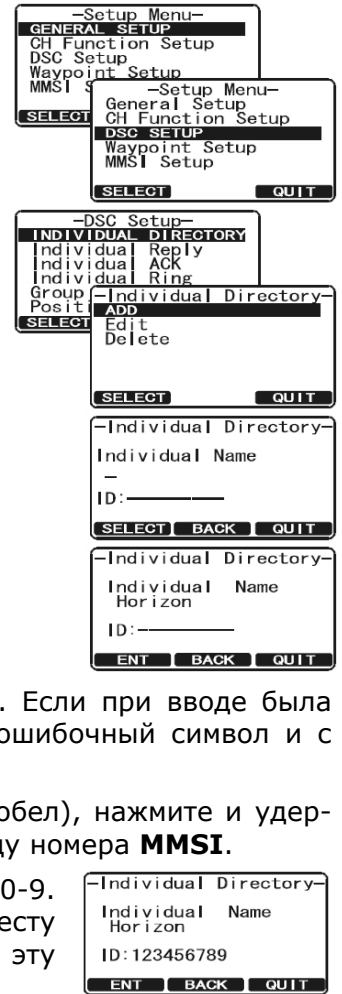 –Setup Menu–
GENERAL SETUP
CH Function Setup
DSC Setup
Waypoint Setup
MMSI S
SELECT
–Setup Menu–
General Setup
CH Function Setup
DSC SETUP
Waypoint Setup
MMSI Setup
SELECT QUIT
–DSC Setup–
INDIVIDUAL DIRECTORY
Individual Reply
Individual ACK
Individual Ring
Group
Positi
SELECT
–Individual Directory–
ADD
Edit
Delete
SELECT QUIT
–Individual Directory–
Individual Name
_
ID:–––––––––
SELECT BACK QUIT
–Individual Directory–
Individual Name
Horizon
ID:–––––––––
ENT BACK QUIT
. Если при вводе была
ошибочный символ и с
обел), нажмите и удер-
ду номера MMSI.
0-9.
есту
эту
–Individual Directory–
Individual Name
Horizon
ID:123456789
ENT BACK QUIT